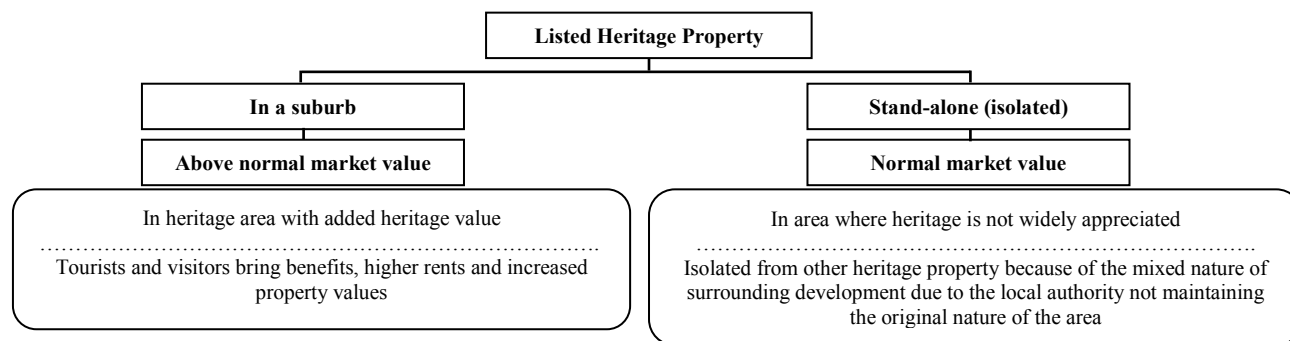 Listed Heritage Property
In a suburb
Above normal market value
In heritage area with added heritage value
…………………………………………………………………….
Tourists and visitors bring benefits, higher rents and increased
property values
Stand-alone (isolated)
Normal market value
In area where heritage is not widely appreciated
…………………………………………………………………….
Isolated from other heritage property because of the mixed nature of
surrounding development due to the local authority not maintaining
the original nature of the area